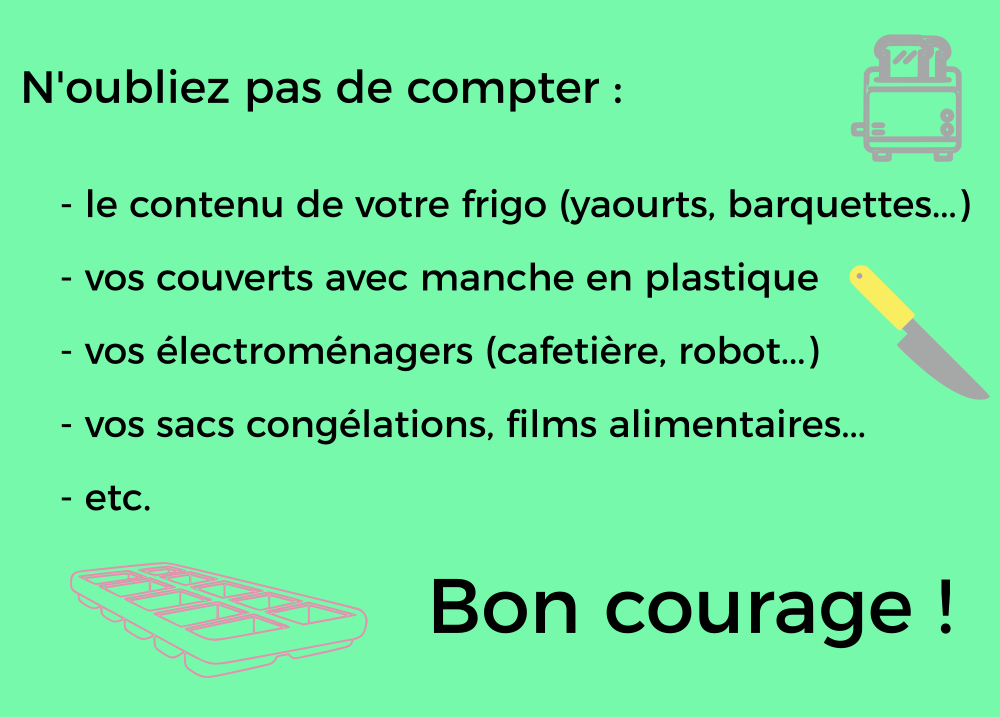 N'oubliez pas de compter :
- le contenu de votre frigo (yaourts, barquettes...)
- vos couverts avec manche en plastique
- vos électroménagers (cafetière, robot...)
- vos sacs congélations, films alimentaires...
- etc.
Bon courage !